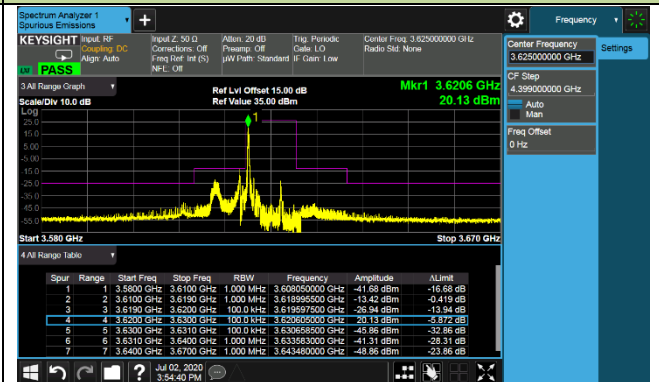 Spectrum Analyzer 1
Spurious Emissions
Frequency
KEYSIGHT
Input: RF
Coupling: DC
Align: Auto
Input Z: 50 Ω
Corrections: Off
Freq Ref: Int (S)
NFE: Off
Atten: 20 dB
Preamp: Off
µW Path: Standard
Trig: Periodic
Gate: LO
IF Gain: Low
Center Freq: 3.625000000 GHz
Radio Std: None
PASS
Center Frequency
3.625000000 GHz
Settings
CF Step
4.399000000 GHz
Auto
Man
Freq Offset
0 Hz
3 All Range Graph
Scale/Div 10.0 dB
Ref Lvl Offset 15.00 dB
Ref Value 35.00 dBm
Mkr1 3.6206 GHz
20.13 dBm
Log
25.0
15.0
5.00
-5.00
-15.0
-25.0
-35.0
-45.0
-55.0
1
Start 3.580 GHz
Stop 3.670 GHz
4 All Range Table
Spur Range Start Freq Stop Freq RBW Frequency Amplitude ΔLimit
1 1 3.5800 GHz 3.6100 GHz 1.000 MHz 3.608050000 GHz -41.68 dBm -16.68 dB
2 2 3.6100 GHz 3.6190 GHz 1.000 MHz 3.618995500 GHz -13.42 dBm -0.419 dB
3 3 3.6190 GHz 3.6200 GHz 100.0 kHz 3.619597500 GHz -26.94 dBm -13.94 dB
4 4 3.6200 GHz 3.6300 GHz 100.0 kHz 3.620605000 GHz 20.13 dBm -5.872 dB
5 5 3.6300 GHz 3.6310 GHz 100.0 kHz 3.630658500 GHz -45.86 dBm -32.86 dB
6 6 3.6310 GHz 3.6400 GHz 1.000 MHz 3.633583000 GHz -41.31 dBm -28.31 dB
7 7 3.6400 GHz 3.6700 GHz 1.000 MHz 3.643480000 GHz -48.86 dBm -23.86 dB
Jul 02, 2020
3:54:40 PM